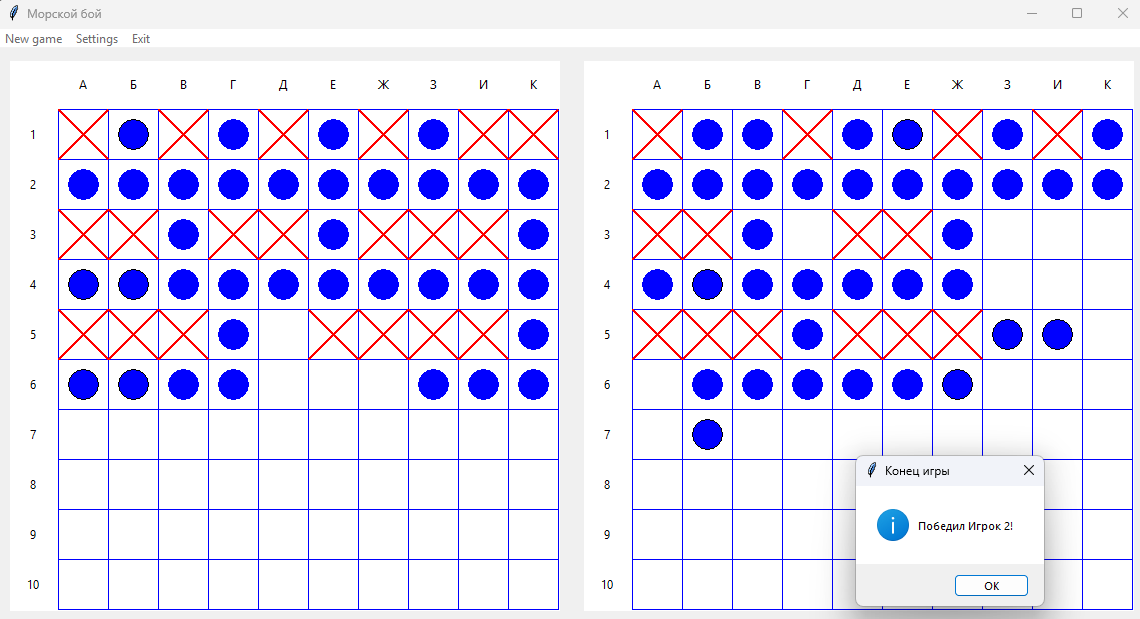 Морской бой
New game Settings Exit
А Б В Г Д Е Ж З И К
1
2
3
4
5
6
7
8
9
10
А Б В Г Д Е Ж З И К
1
2
3
4
5
6
7
8
9
10
Конец игры
Победил Игрок 2!
OK